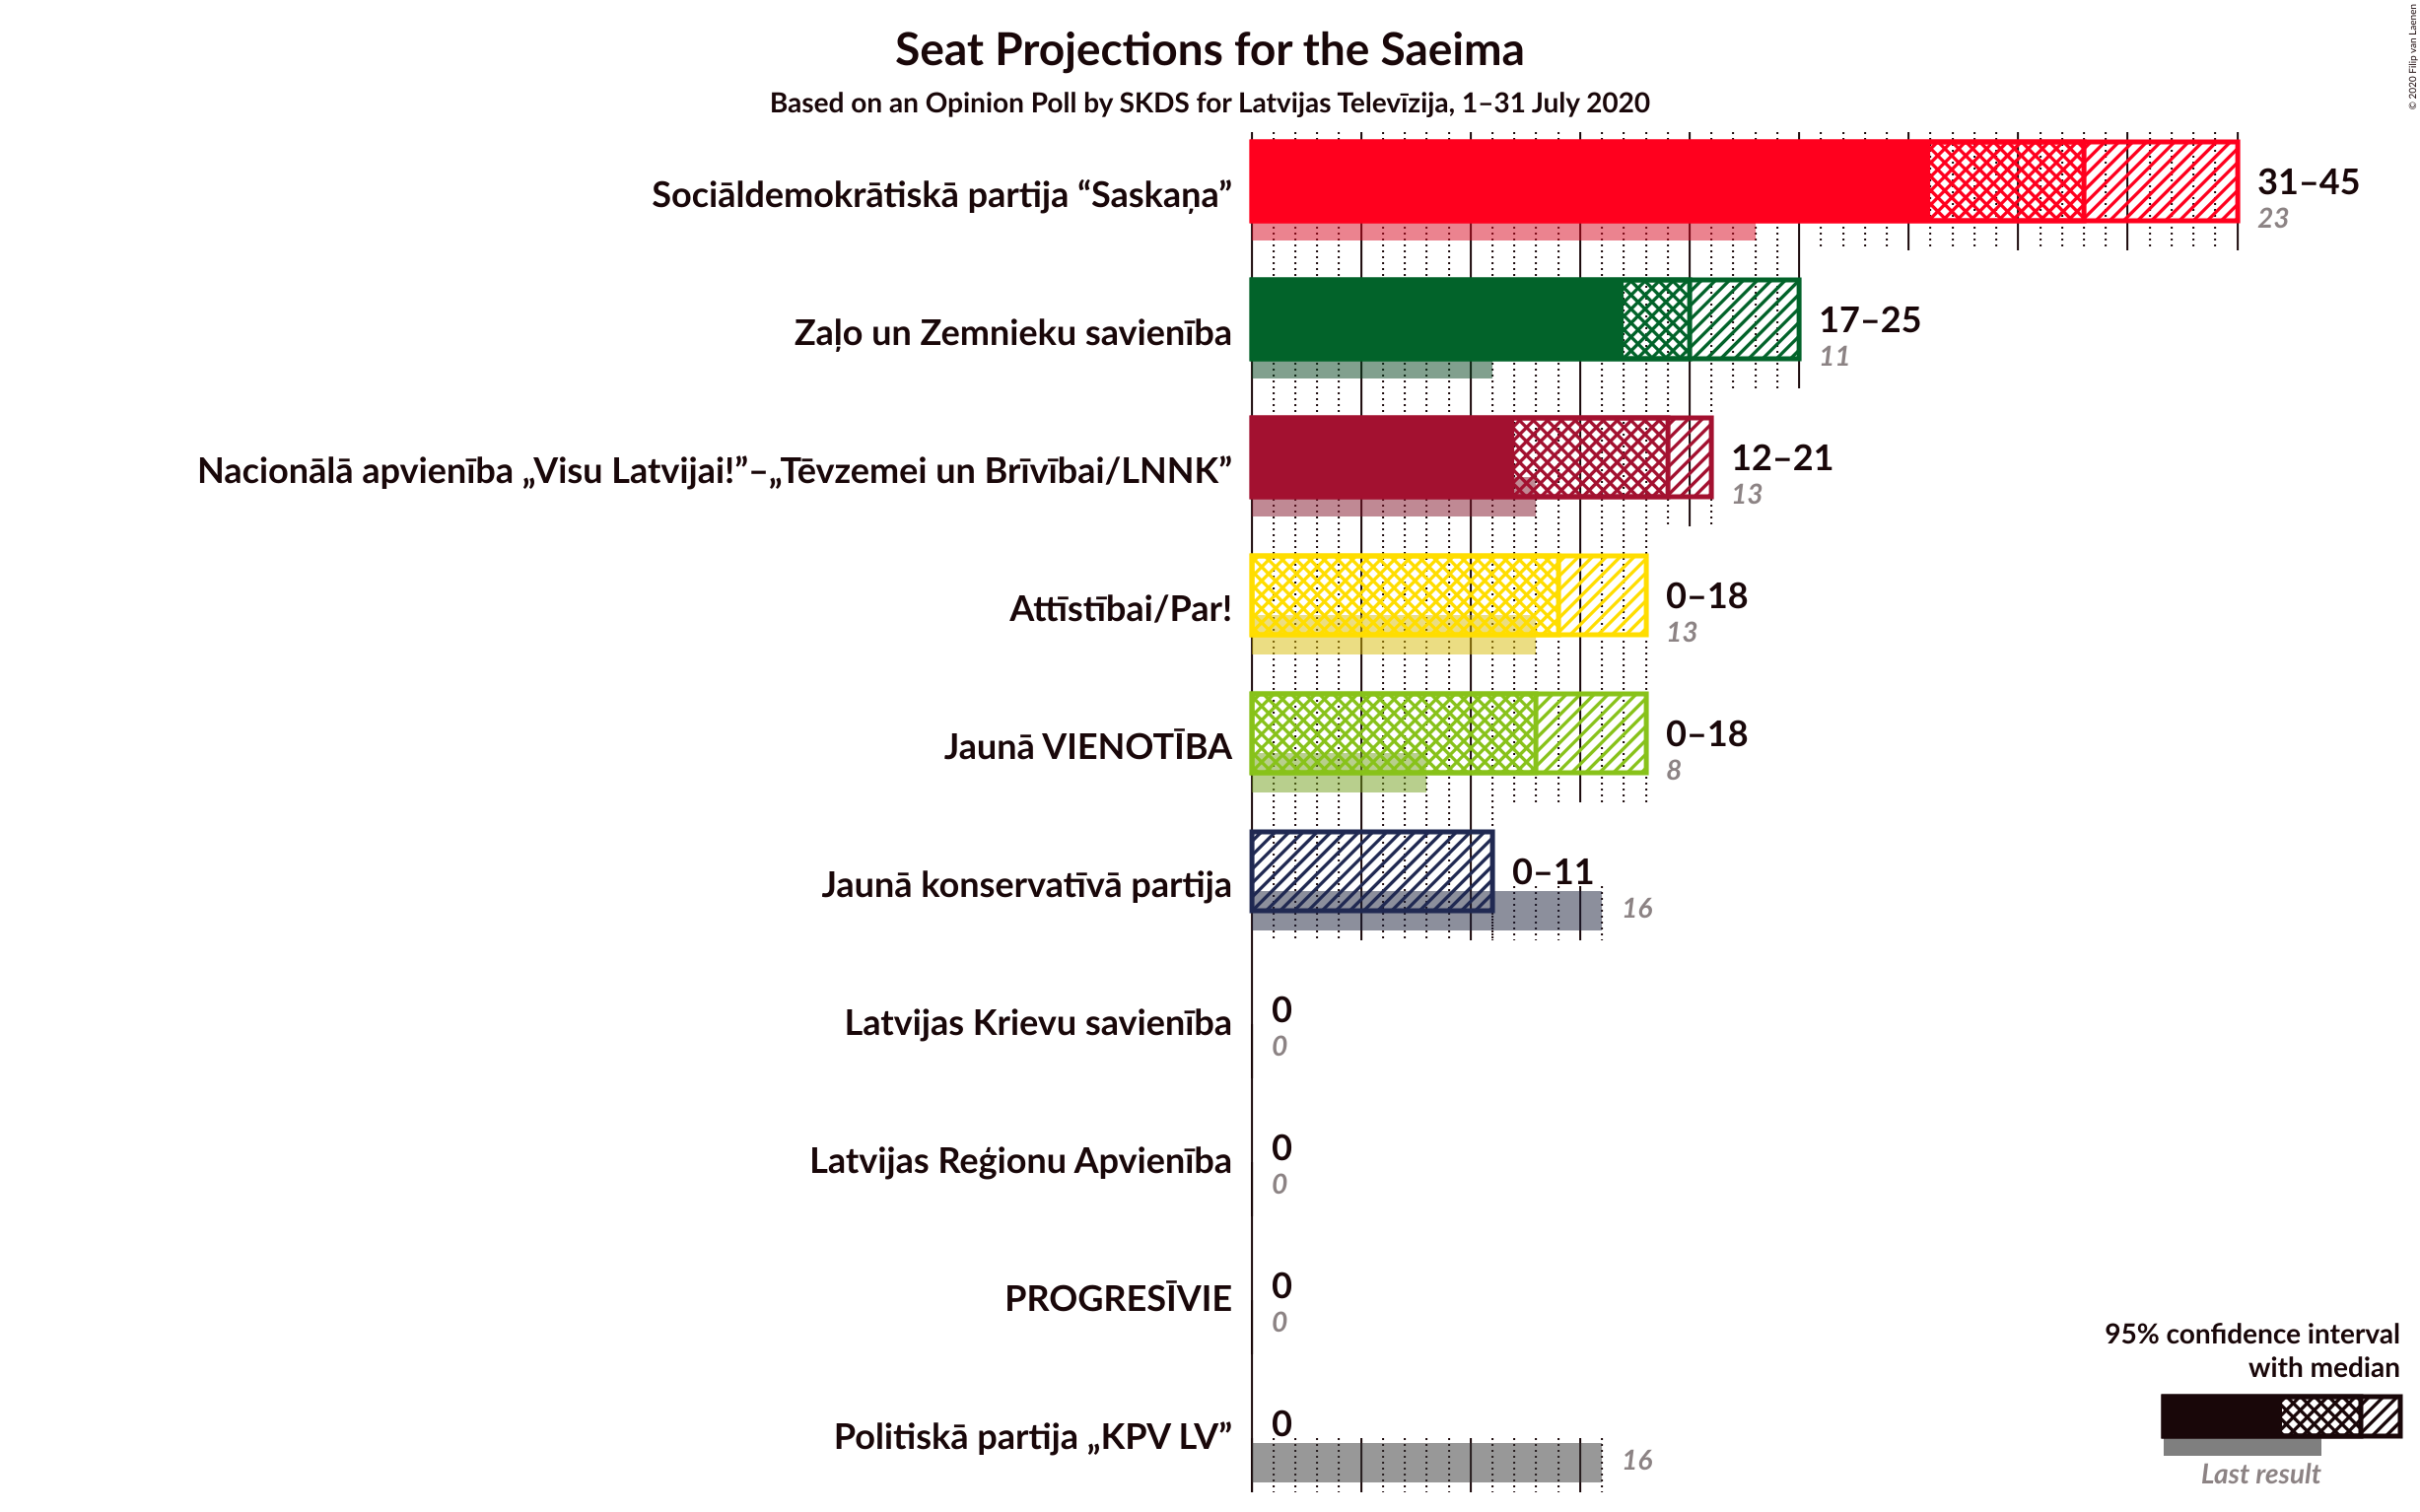 Seat Projections for the Saeima
Based on an Opinion Poll by SKDS for Latvijas Televīzija, 1–31 July 2020
© 2020 Filip van Laenen
Sociāldemokrātiskā partija “Saskaņa”
31–45
23
Zaļo un Zemnieku savienība
17–25
11
Nacionālā apvienība „Visu Latvijai!”–„Tēvzemei un Brīvībai/LNNK”
12–21
13
Attīstībai/Par!
0–18
13
Jaunā VIENOTĪBA
0–18
8
Jaunā konservatīvā partija
0–11
16
Latvijas Krievu savienība
0
0
Latvijas Reģionu Apvienība
0
0
PROGRESĪVIE
0
0
Politiskā partija „KPV LV”
0
16
95% confidence interval
with median
Last result